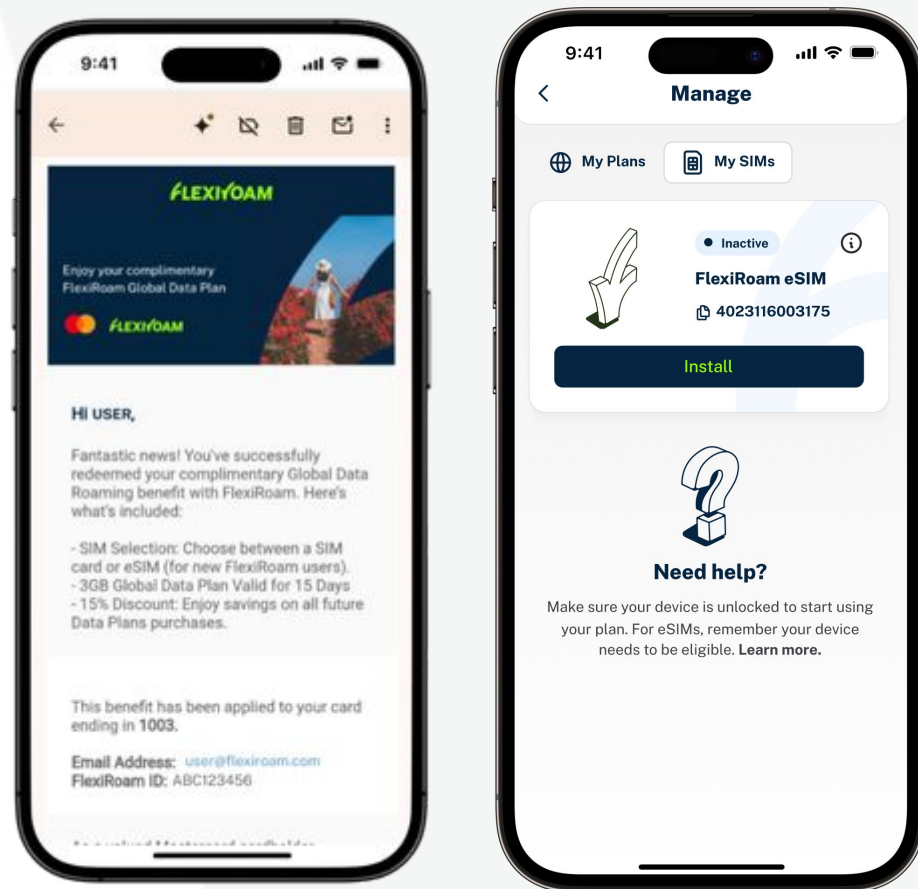 9:41
FLEXIROAM
Enjoy your complimentary
FlexiRoam Global Data Plan
FLEXIROAM
Hi USER,
Fantastic news! You've successfully
redeemed your complimentary Global Data
Roaming benefit with FlexiRoam. Here's
what's included:
- SIM Selection: Choose between a SIM
card or eSIM (for new FlexiRoam users).
- 3GB Global Data Plan Valid for 15 Days
- 15% Discount: Enjoy savings on all future
Data Plans purchases.
This benefit has been applied to your card
ending in 1003.
Email Address: user@flexiroam.com
FlexiRoam ID: ABC123456
9:41
Manage
My Plans
My SIMs
Inactive
FlexiRoam eSIM
4023116003175
Install
Need help?
Make sure your device is unlocked to start using
your plan. For eSIMs, remember your device
needs to be eligible. Learn more.